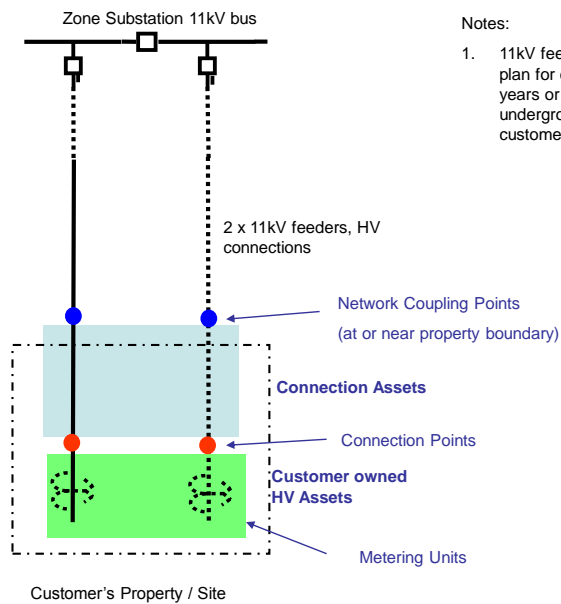 Zone Substation 11kV bus
Notes:
1. 11kV fee
plan for
years or
undergro
custome
2 x 11kV feeders, HV
connections
Network Coupling Points
(at or near property boundary)
Connection Assets
Connection Points
Customer owned
HV Assets
Metering Units
Customer's Property / Site